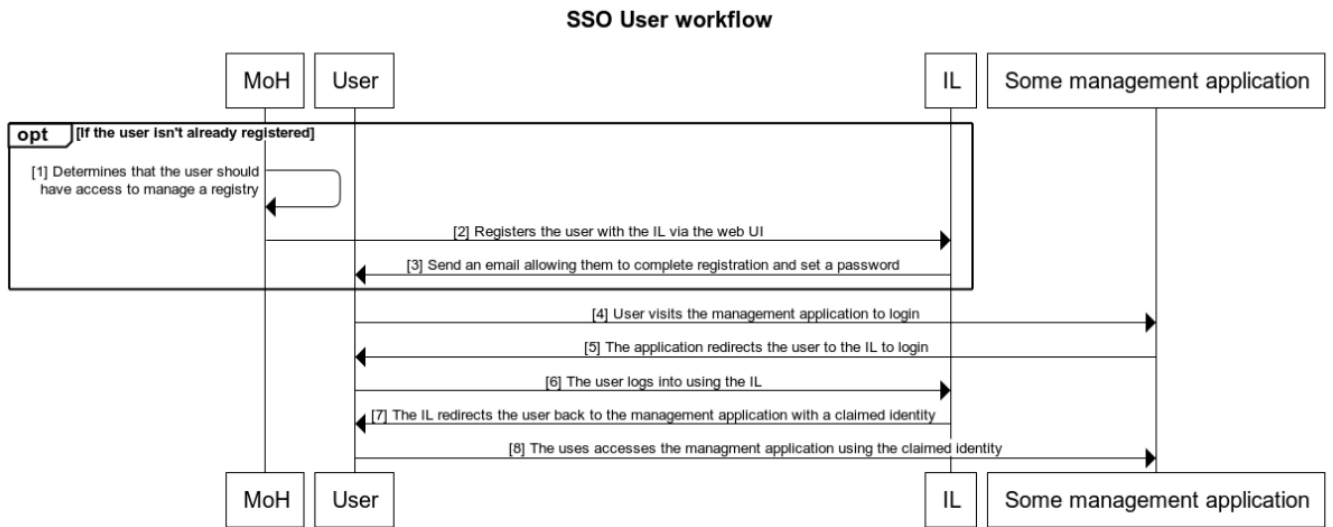 SSO User workflow
MoH
User
IL
Some management application
opt
[If the user isn't already registered]
[1] Determines that the user should
have access to manage a registry
[2] Registers the user with the IL via the web UI
[3] Send an email allowing them to complete registration and set a password
[4] User visits the management application to login
[5] The application redirects the user to the IL to login
[6] The user logs into using the IL
[7] The IL redirects the user back to the management application with a claimed identity
[8] The uses accesses the managment application using the claimed identity
MoH
User
IL
Some management application